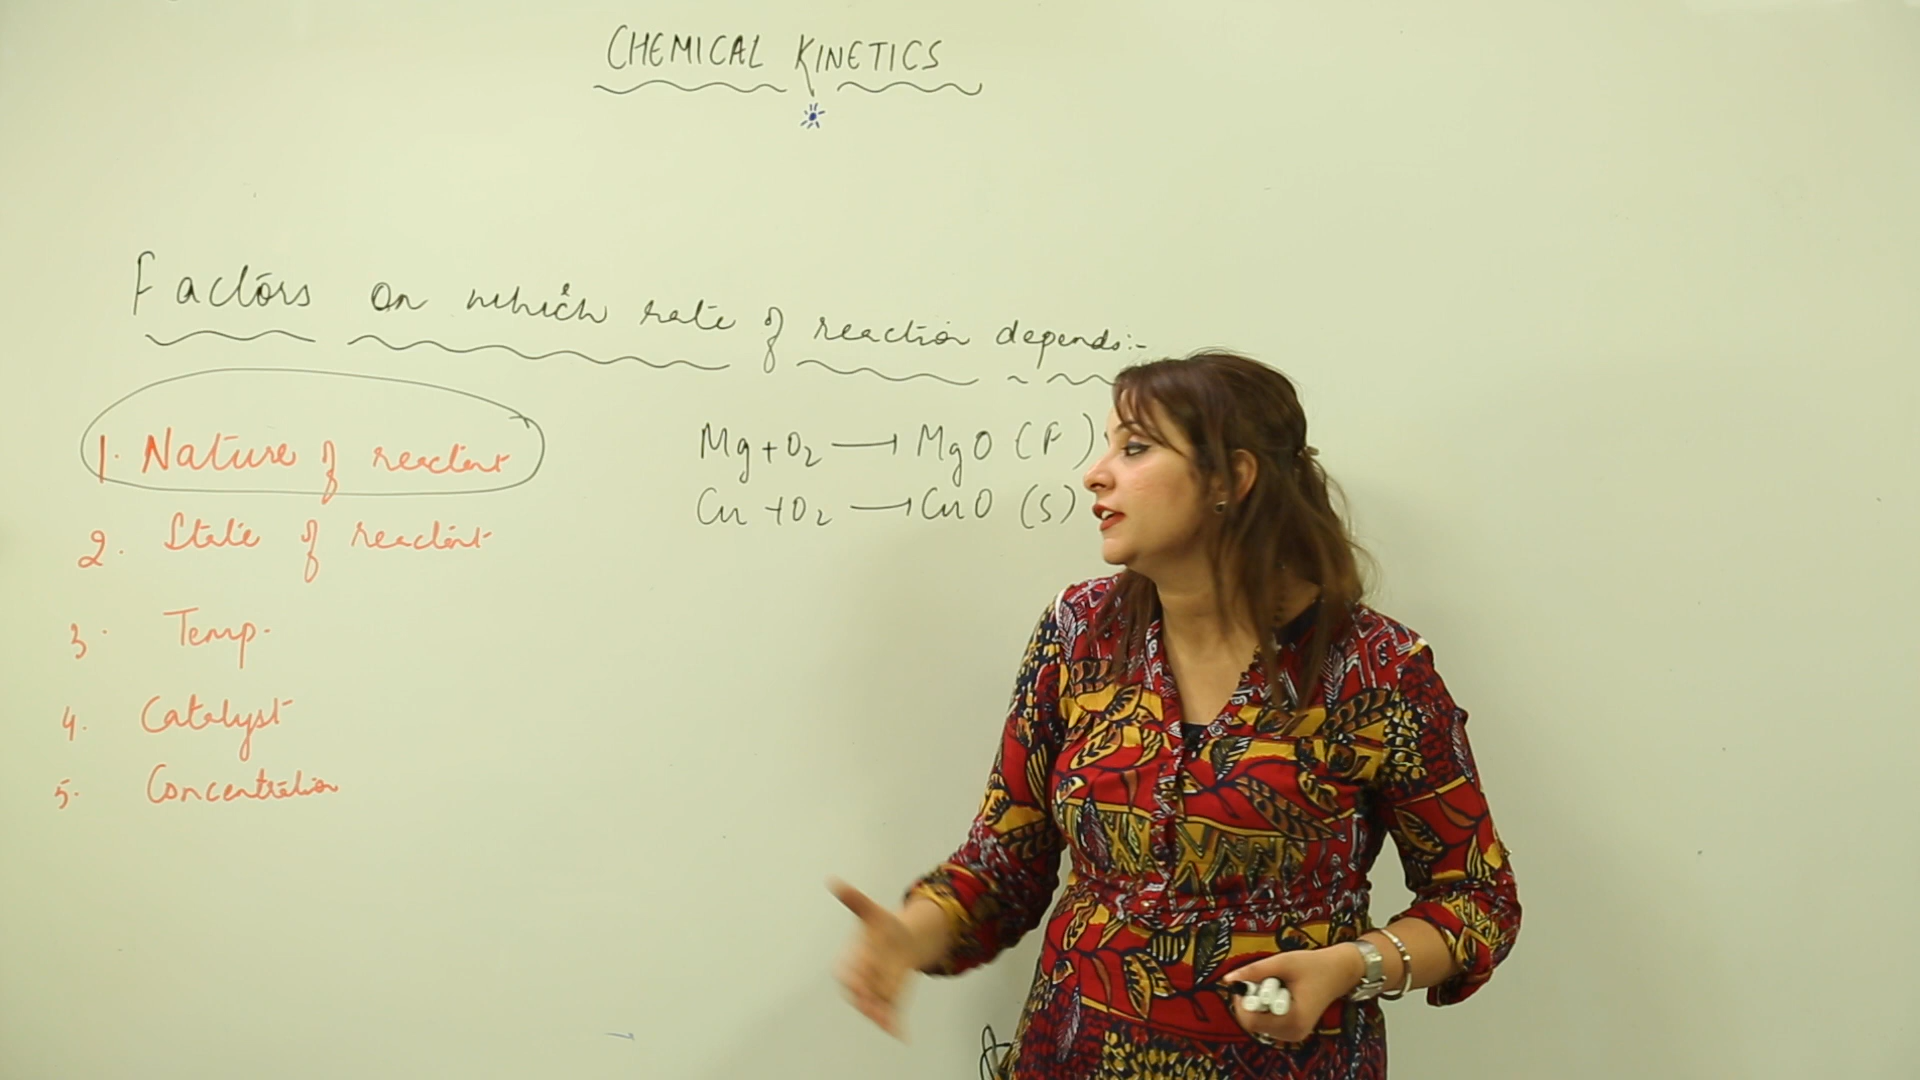 CHEMICAL KINETICS
Factors on which rate of reaction depends:-
1. Nature of reactant
2. State of reactant
3. Temp.
4. Catalyst
5. Concentration
Mg + O2 → MgO (F)
Cu + O2 → CuO (S)